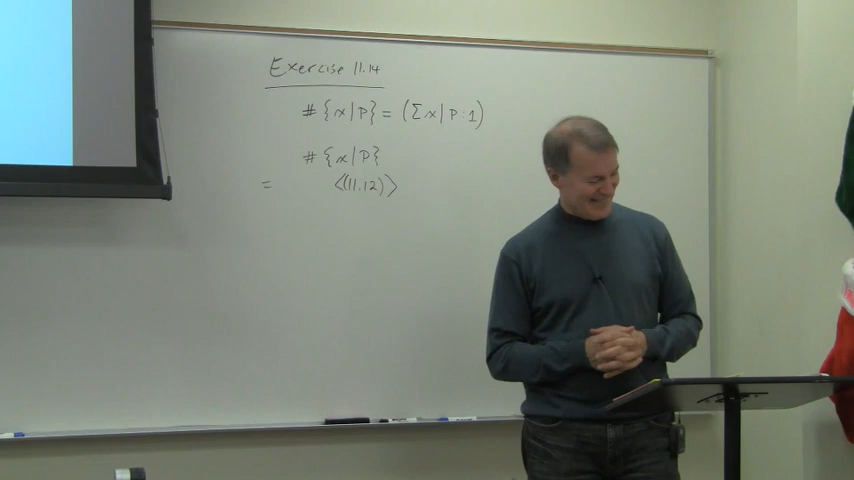 Exercise 11.14
#{x|P} = (Σx|P:1)
#{x|P}
= ⟨(11.12)⟩